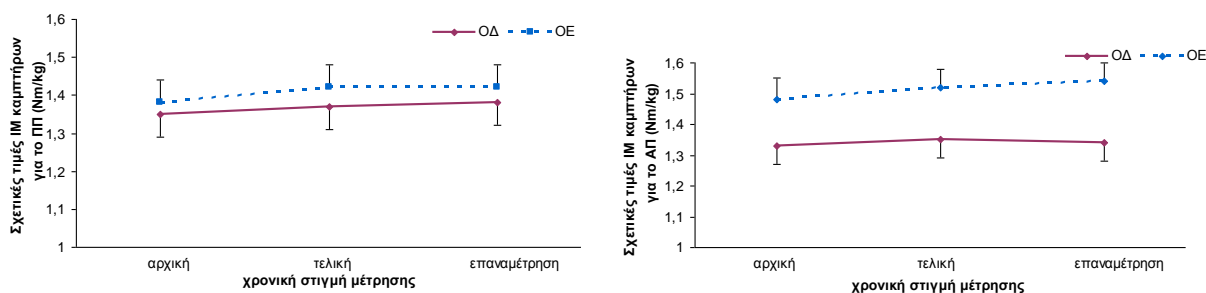 Σχετικές τιμές ΙΜ καμπτήρων
για το ΠΠ (Nm/kg)
1,6
1,5
1,4
1,3
1,2
1,1
1
ΟΔ
ΟΕ
αρχική
τελική
επαναμέτρηση
χρονική στιγμή μέτρησης
Σχετικές τιμές ΙΜ καμπτήρων
για το ΑΠ (Nm/kg)
1,6
1,5
1,4
1,3
1,2
1,1
1
ΟΔ
ΟΕ
αρχική
τελική
επαναμέτρηση
χρονική στιγμή μέτρησης